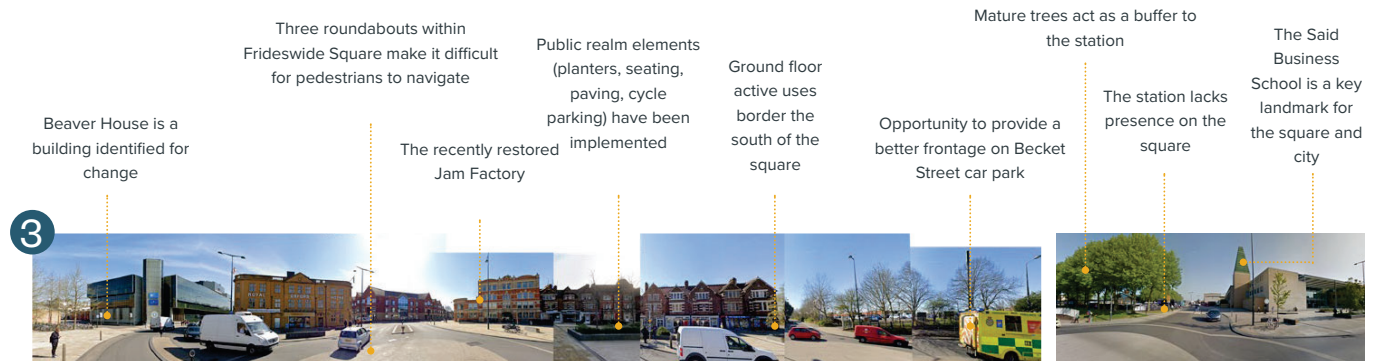 Beaver House is a
building identified for
change
Three roundabouts within
Frideswide Square make it difficult
for pedestrians to navigate
The recently restored
Jam Factory
Public realm elements
(planters, seating,
paving, cycle
parking) have been
implemented
Ground floor
active uses
border the
south of the
square
Opportunity to provide a
better frontage on Becket
Street car park
Mature trees act as a buffer to
the station
The station lacks
presence on the
square
The Said
Business
School is a key
landmark for
the square and
city
3
ROYAL